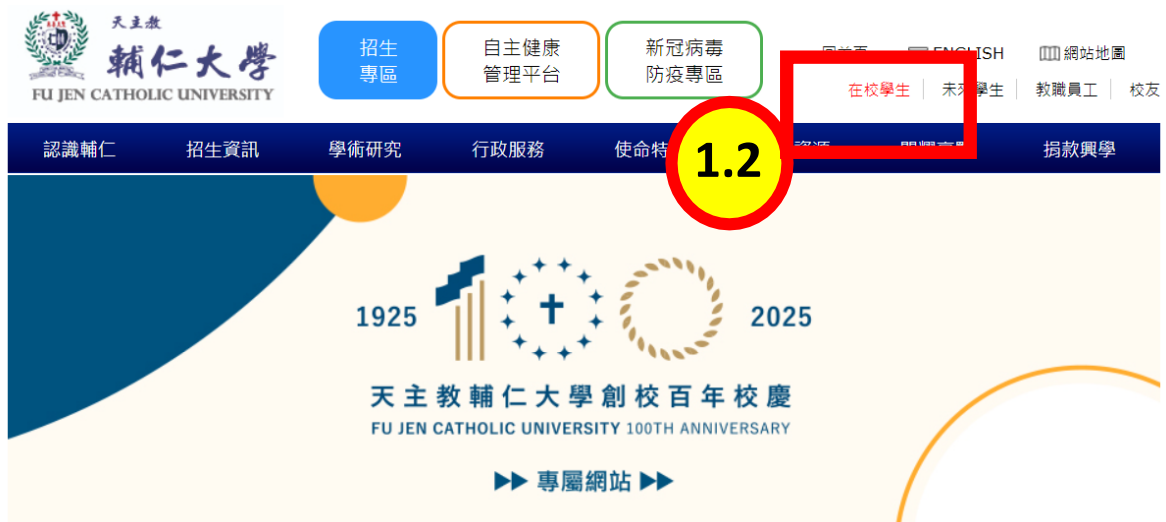 天主教
輔仁大學
FU JEN CATHOLIC UNIVERSITY
招生
專區
自主健康
管理平台
新冠病毒
防疫專區
ENGLISH
網站地圖
在校學生
未來學生
教職員工
校友
認識輔仁
招生資訊
學術研究
行政服務
使命特
資源
捐款興學
1.2
1925
2025
天主教輔仁大學創校百年校慶
FU JEN CATHOLIC UNIVERSITY 100TH ANNIVERSARY
▶▶ 專屬網站 ▶▶